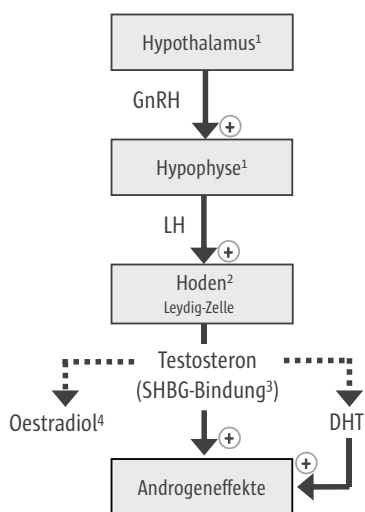 Hypothalamus¹
GnRH
+
Hypophyse¹
LH
+
Hoden²
Leydig-Zelle
Testosteron
(SHBG-Bindung³)
Oestradiol⁴
DHT
+
+
Androgeneffekte